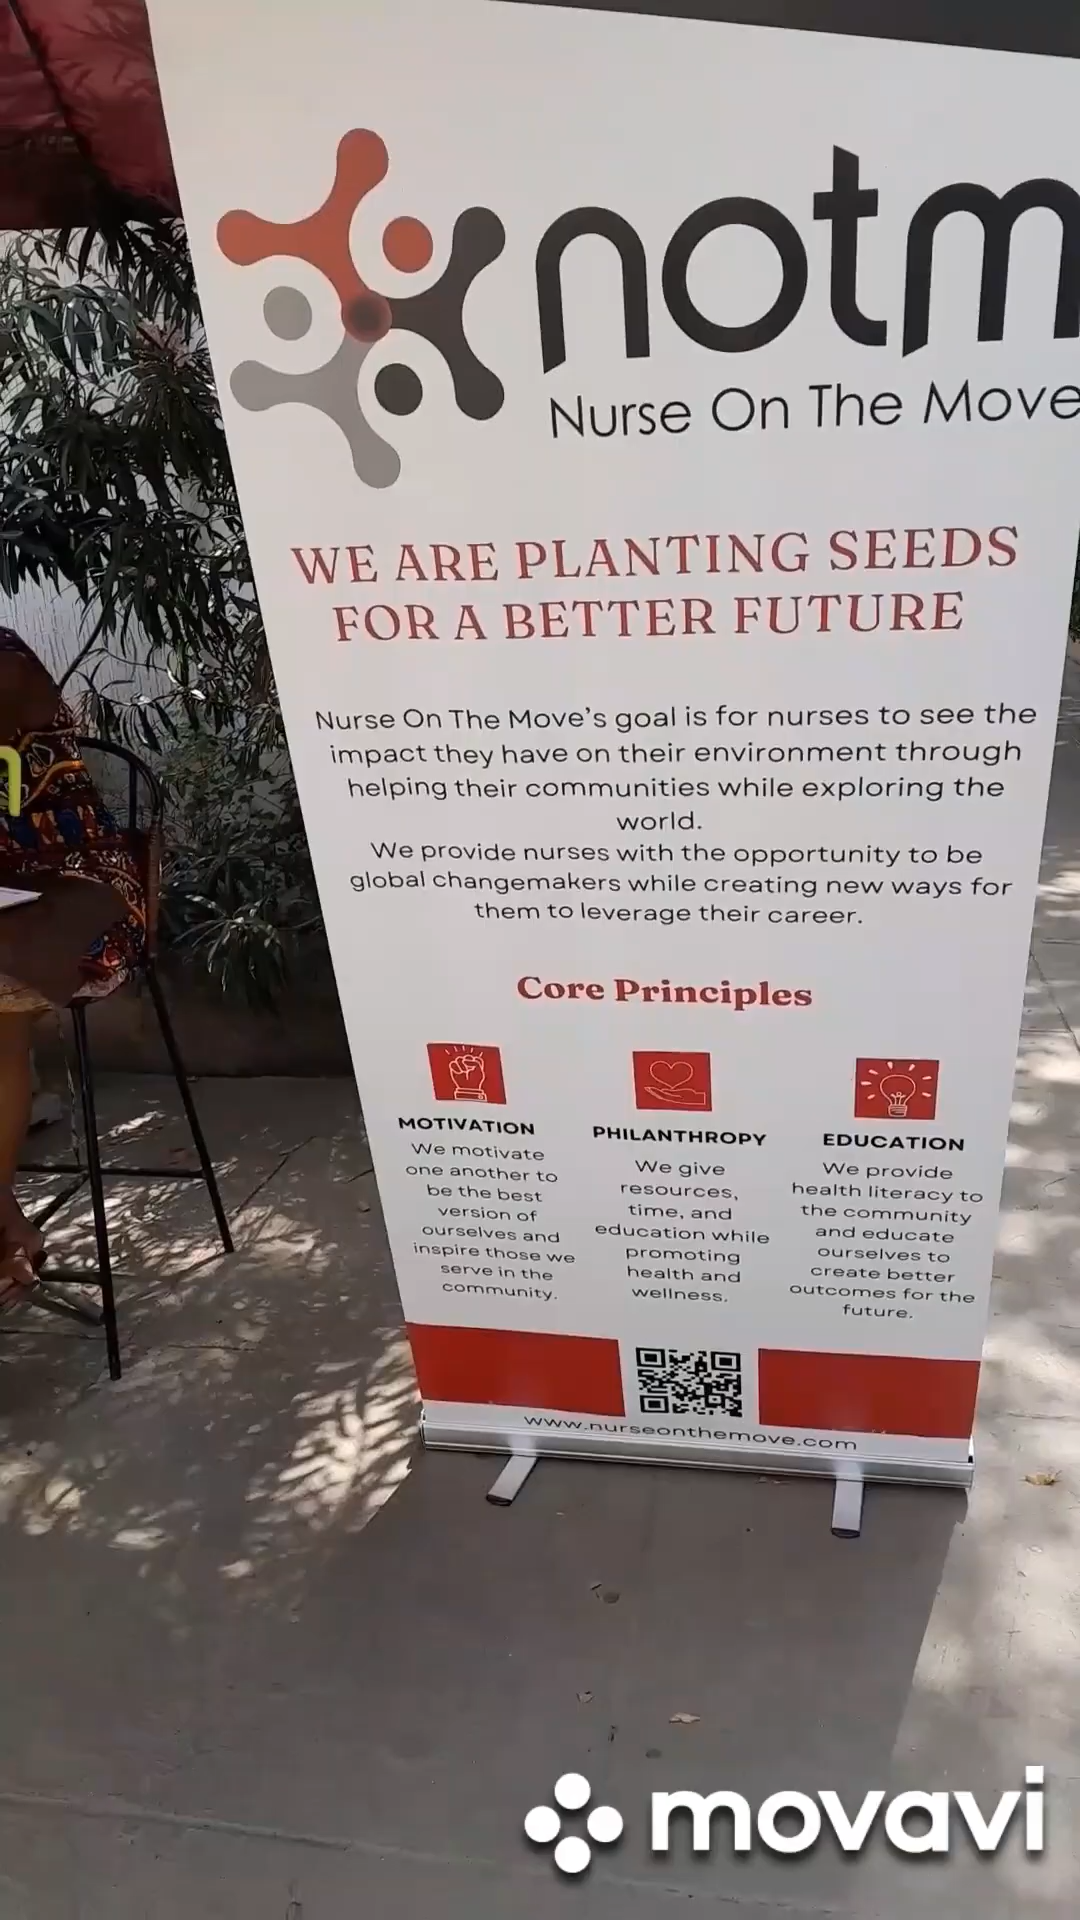 notm
Nurse On The Move
WE ARE PLANTING SEEDS
FOR A BETTER FUTURE
Nurse On The Move's goal is for nurses to see the
impact they have on their environment through
helping their communities while exploring the
world.
We provide nurses with the opportunity to be
global changemakers while creating new ways for
them to leverage their career.
Core Principles
MOTIVATION
We motivate
one another to
be the best
version of
ourselves and
inspire those we
serve in the
community.
PHILANTHROPY
We give
resources,
time, and
education while
promoting
health and
wellness.
EDUCATION
We provide
health literacy to
the community
and educate
ourselves to
create better
outcomes for the
future.
www.nurseonthemove.com
movavi